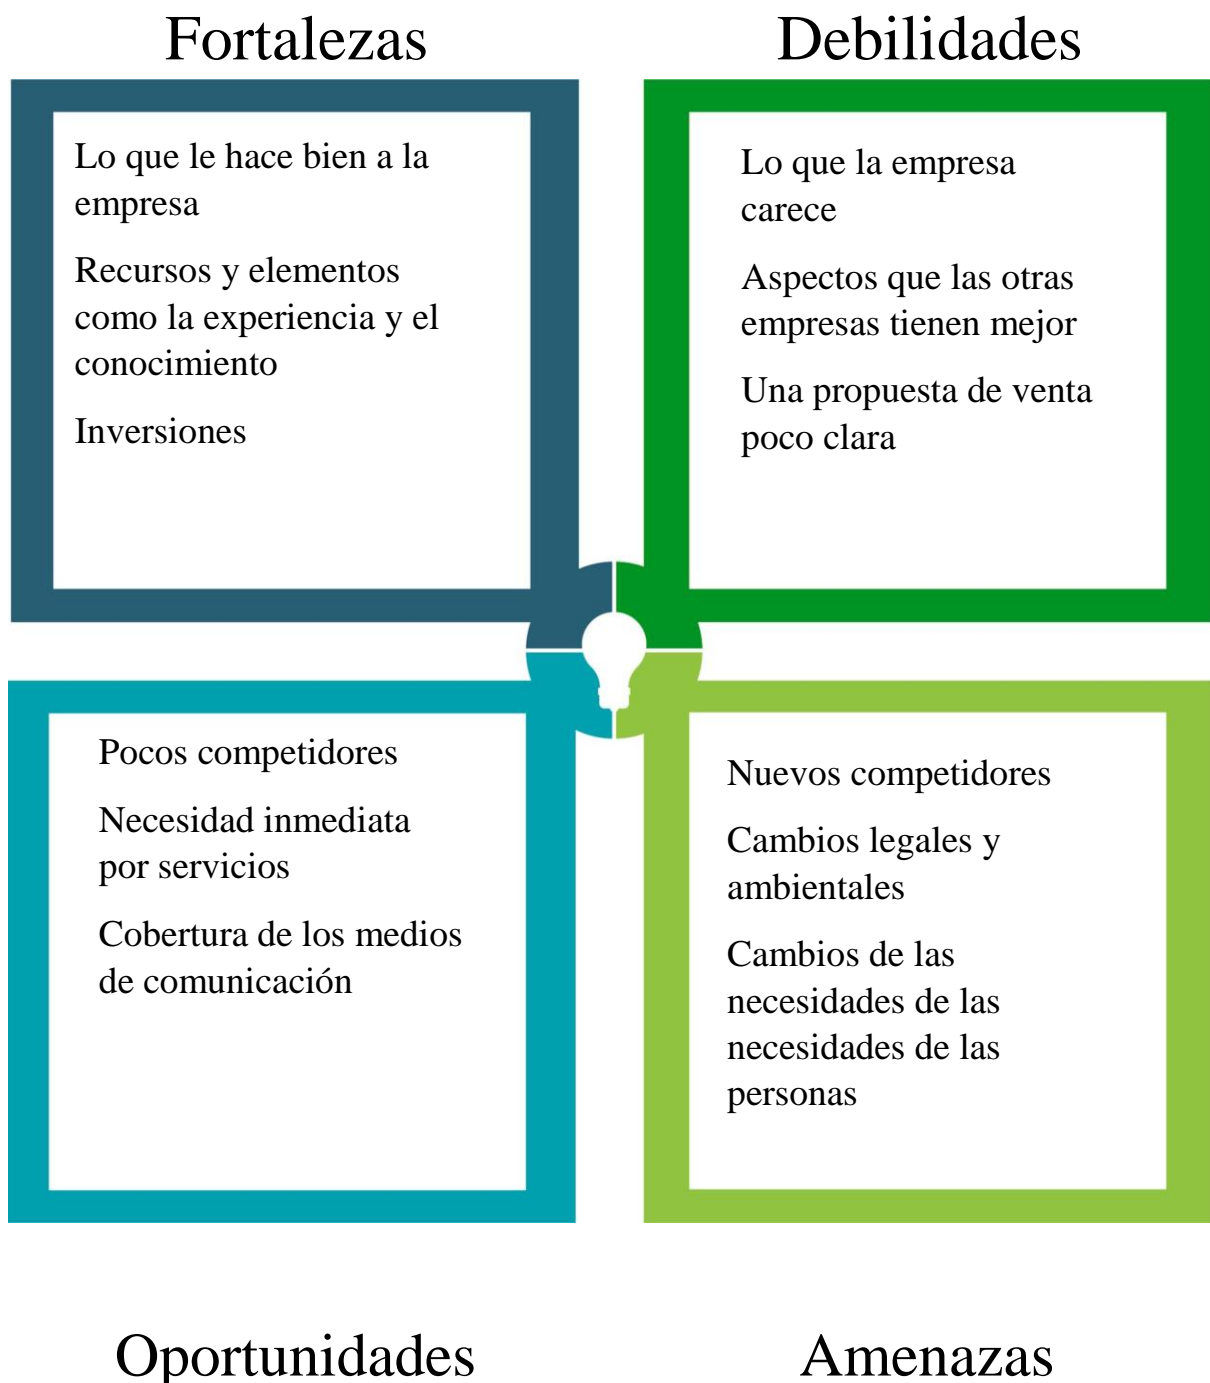 Fortalezas
Lo que le hace bien a la
empresa
Recursos y elementos
como la experiencia y el
conocimiento
Inversiones
Debilidades
Lo que la empresa
carece
Aspectos que las otras
empresas tienen mejor
Una propuesta de venta
poco clara
Pocos competidores
Necesidad inmediata
por servicios
Cobertura de los medios
de comunicación
Oportunidades
Nuevos competidores
Cambios legales y
ambientales
Cambios de las
necesidades de las
necesidades de las
personas
Amenazas